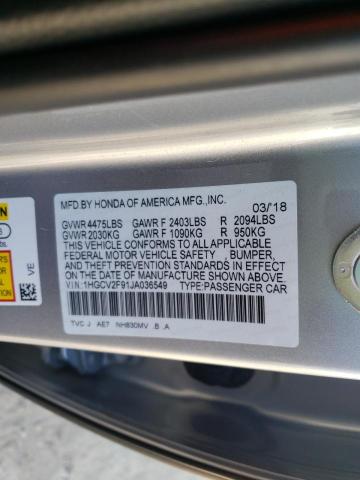 MFD.BY HONDA OF AMERICA MFG.,INC. 03/18
GVWR 4475LBS GAWR F 2403LBS R 2094LBS
GVWR 2030KG GAWR F 1090KG R 950KG
THIS VEHICLE CONFORMS TO ALL APPLICABLE
FEDERAL MOTOR VEHICLE SAFETY , BUMPER,
AND THEFT PREVENTION STANDARDS IN EFFECT ON
THE DATE OF MANUFACTURE SHOWN ABOVE.
VIN:1HGCV2F91JA036549 TYPE:PASSENGER CAR
TVC J AE7 NH830MV .B .A
VE